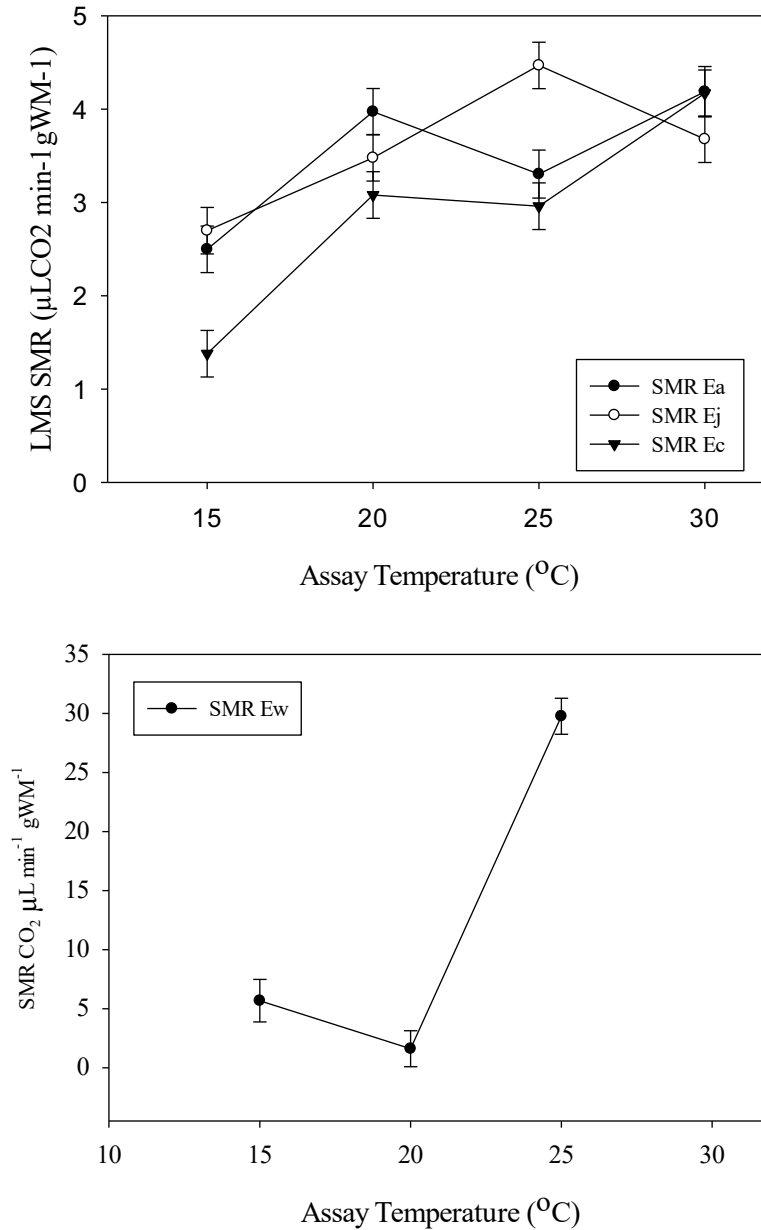 5
4
3
2
1
0
LMS SMR (µLCO2 min-1gWM-1)
SMR Ea
SMR Ej
SMR Ec
15 20 25 30
Assay Temperature (°C)
35
30
25
20
15
10
5
0
SMR CO₂ µL min⁻¹ gWM⁻¹
SMR Ew
10 15 20 25 30
Assay Temperature (°C)